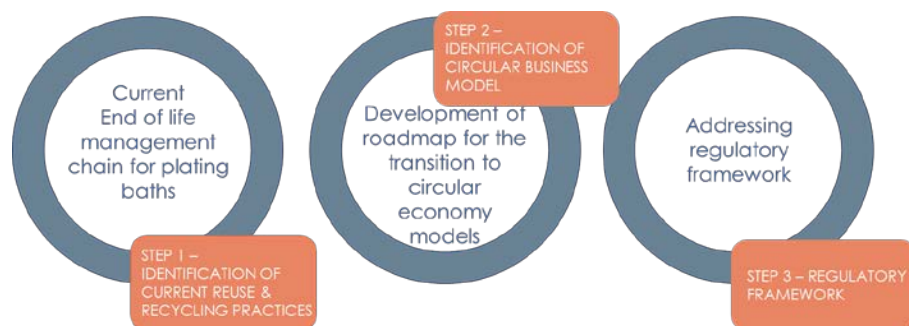 Current
End of life
management
chain for plating
baths
STEP 1 –
IDENTIFICATION OF
CURRENT REUSE &
RECYCLING PRACTICES
STEP 2 –
IDENTIFICATION OF
CIRCULAR BUSINESS
MODEL
Development of
roadmap for the
transition to
circular
economy
models
Addressing
regulatory
framework
STEP 3 – REGULATORY
FRAMEWORK